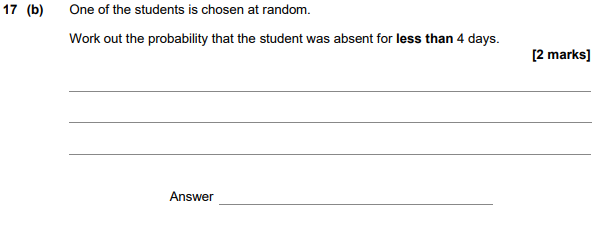 17 (b) One of the students is chosen at random.
Work out the probability that the student was absent for less than 4 days.
[2 marks]
Answer